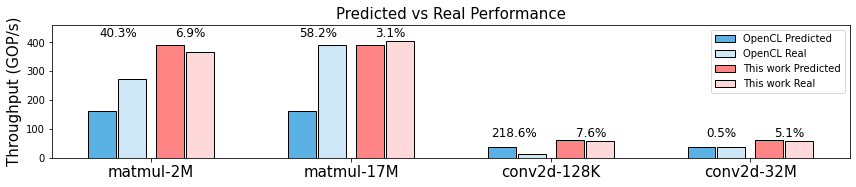 Predicted vs Real Performance
Throughput (GOP/s)
400
300
200
100
0
40.3%
6.9%
58.2%
3.1%
218.6%
7.6%
0.5%
5.1%
OpenCL Predicted
OpenCL Real
This work Predicted
This work Real
matmul-2M
matmul-17M
conv2d-128K
conv2d-32M